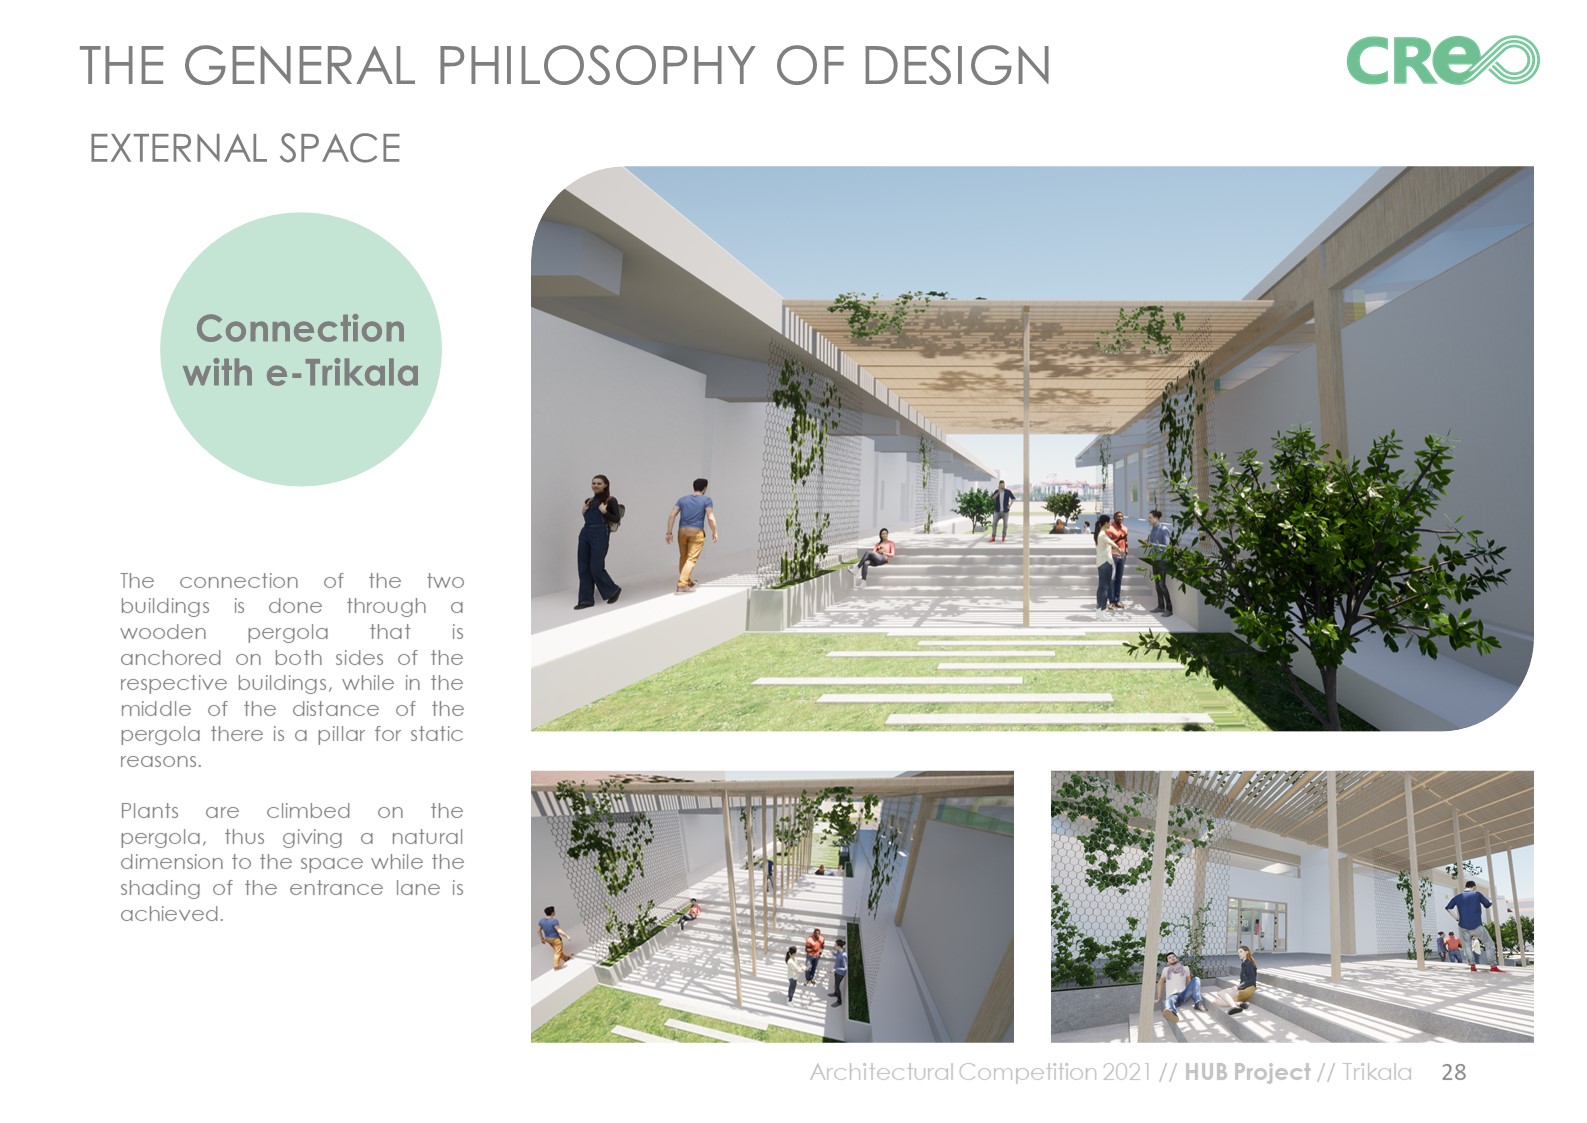 THE GENERAL PHILOSOPHY OF DESIGN
CReo
EXTERNAL SPACE
Connection
with e-Trikala
The connection of the two
buildings is done through a
wooden pergola that is
anchored on both sides of the
respective buildings, while in the
middle of the distance of the
pergola there is a pillar for static
reasons.
Plants are climbed on the
pergola, thus giving a natural
dimension to the space while the
shading of the entrance lane is
achieved.
Architectural Competition 2021 // HUB Project // Trikala 28